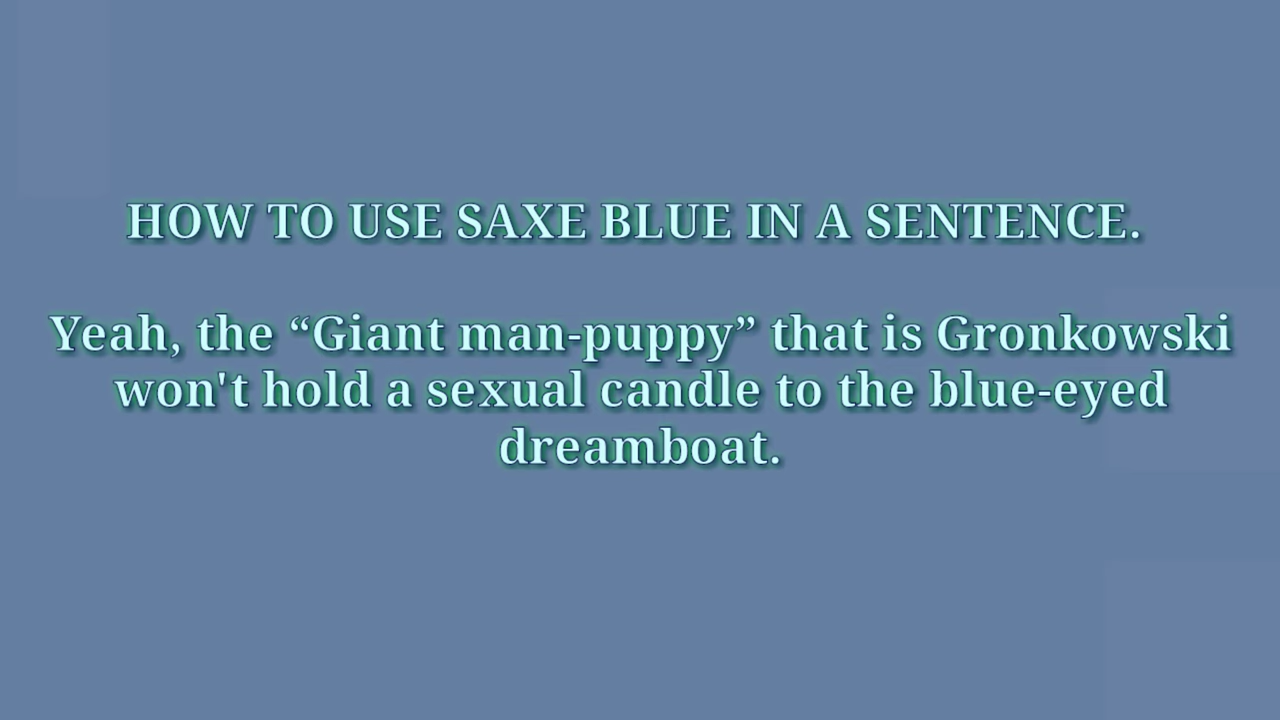 HOW TO USE SAXE BLUE IN A SENTENCE.
Yeah, the “Giant man-puppy” that is Gronkowski
won't hold a sexual candle to the blue-eyed
dreamboat.